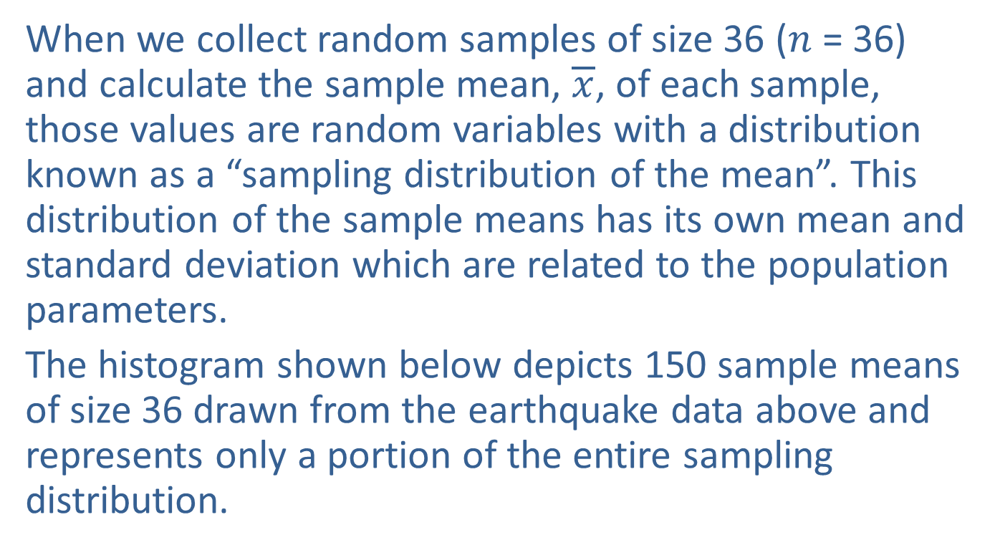 When we collect random samples of size 36 (n = 36)
and calculate the sample mean, x̅, of each sample,
those values are random variables with a distribution
known as a “sampling distribution of the mean”. This
distribution of the sample means has its own mean and
standard deviation which are related to the population
parameters.
The histogram shown below depicts 150 sample means
of size 36 drawn from the earthquake data above and
represents only a portion of the entire sampling
distribution.